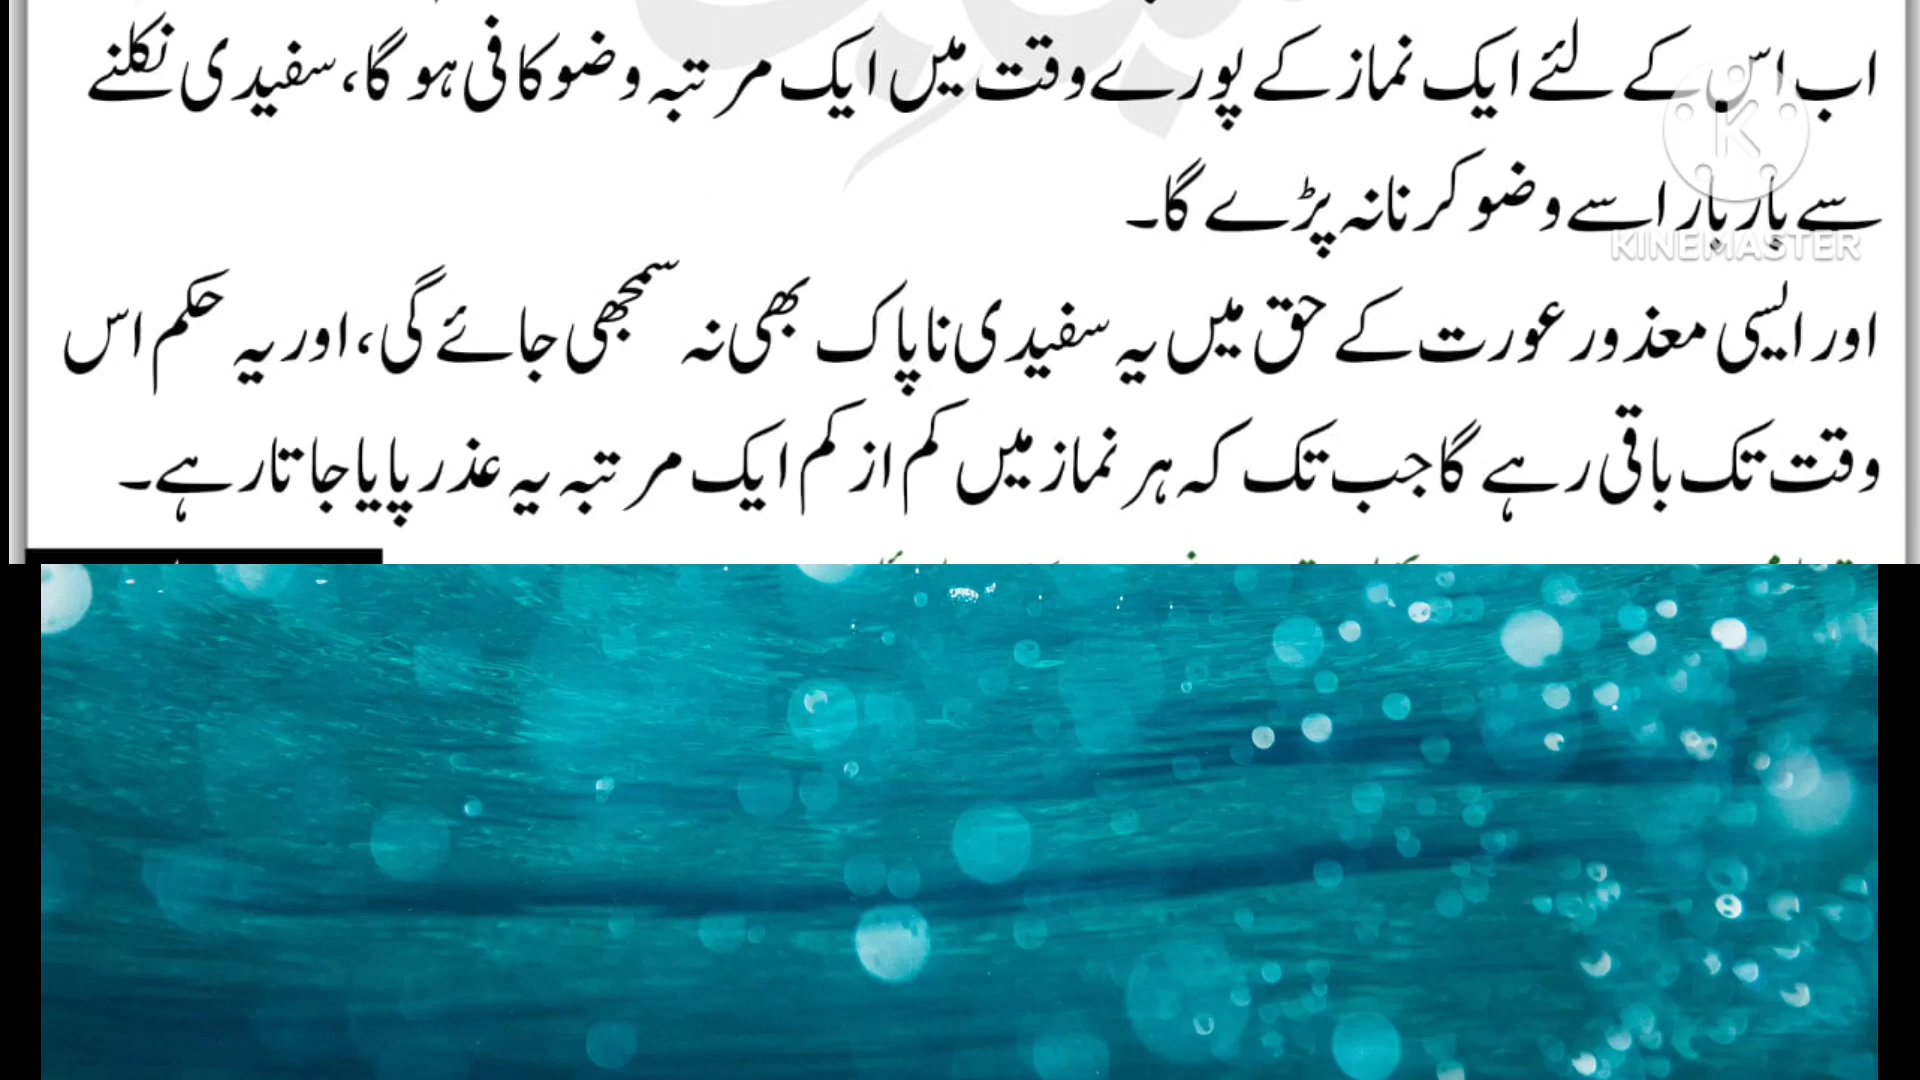 اب اس کے لئے ایک نماز کے پورے وقت میں ایک مرتبہ وضو کافی ہو گا، سفیدی نکلنے
سے بار بار اسے وضو کرنا نہ پڑے گا۔
اور ایسی معذور عورت کے حق میں یہ سفیدی ناپاک بھی نہ سمجھی جائے گی، اور یہ حکم اس
وقت تک باقی رہے گا جب تک کہ ہر نماز میں کم از کم ایک مرتبہ یہ عذر پایا جاتا رہے۔
K
KINEMASTER